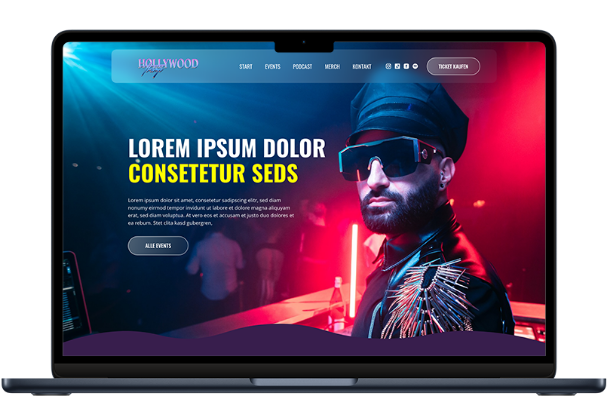 HOLLYWOOD
START EVENTS PODCAST MERCH KONTAKT TICKET KAUFEN
LOREM IPSUM DOLOR
CONSETETUR SEDS
Lorem ipsum dolor sit amet, consetetur sadipscing elitr, sed diam
nonumy eirmod tempor invidunt ut labore et dolore magna aliquyam
erat, sed diam voluptua. At vero eos et accusam et justo duo dolores et
ea rebum. Stet clita kasd gubergren,
ALLE EVENTS